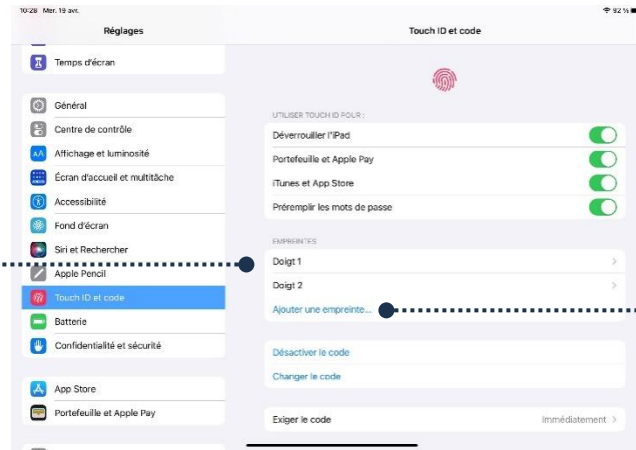 10:28 Mer. 19 avr.
92 %
Réglages
Touch ID et code
Temps d'écran
Général
Centre de contrôle
Affichage et luminosité
Écran d'accueil et multitâche
Accessibilité
Fond d'écran
Siri et Rechercher
Apple Pencil
Touch ID et code
Batterie
Confidentialité et sécurité
App Store
Portefeuille et Apple Pay
UTILISER TOUCH ID POUR :
Déverrouiller l'iPad
Portefeuille et Apple Pay
iTunes et App Store
Préremplir les mots de passe
EMPREINTES
Doigt 1
Doigt 2
Ajouter une empreinte...
Désactiver le code
Changer le code
Exiger le code Immédiatement